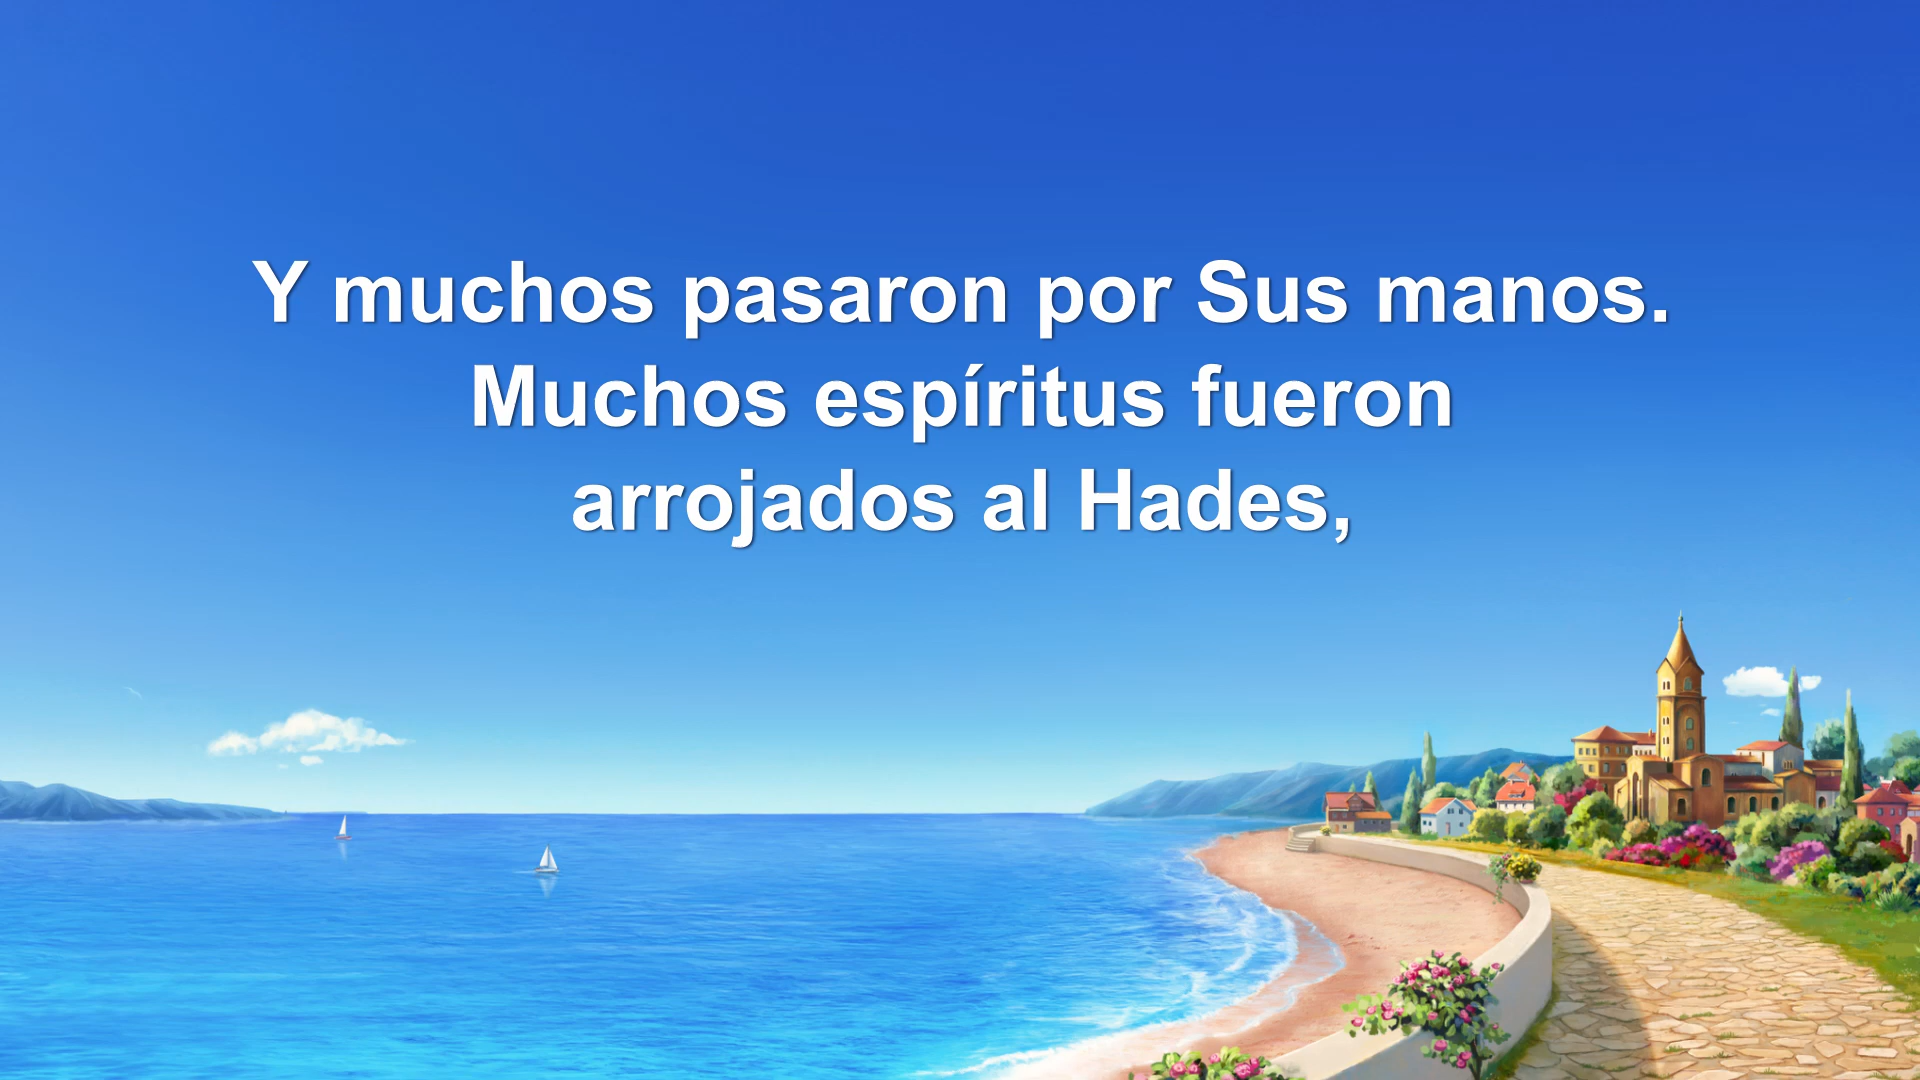 Y muchos pasaron por Sus manos.
Muchos espíritus fueron
arrojados al Hades,